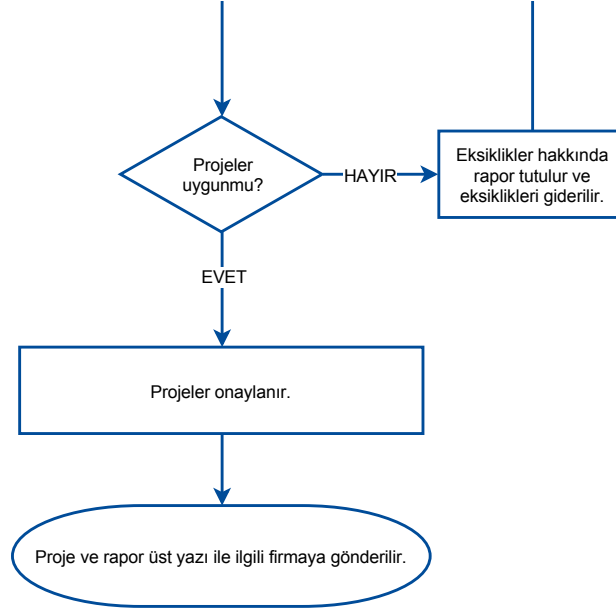 Projeler
uygunmu?
HAYIR
Eksiklikler hakkında
rapor tutulur ve
eksiklikleri giderilir.
EVET
Projeler onaylanır.
Proje ve rapor üst yazı ile ilgili firmaya gönderilir.